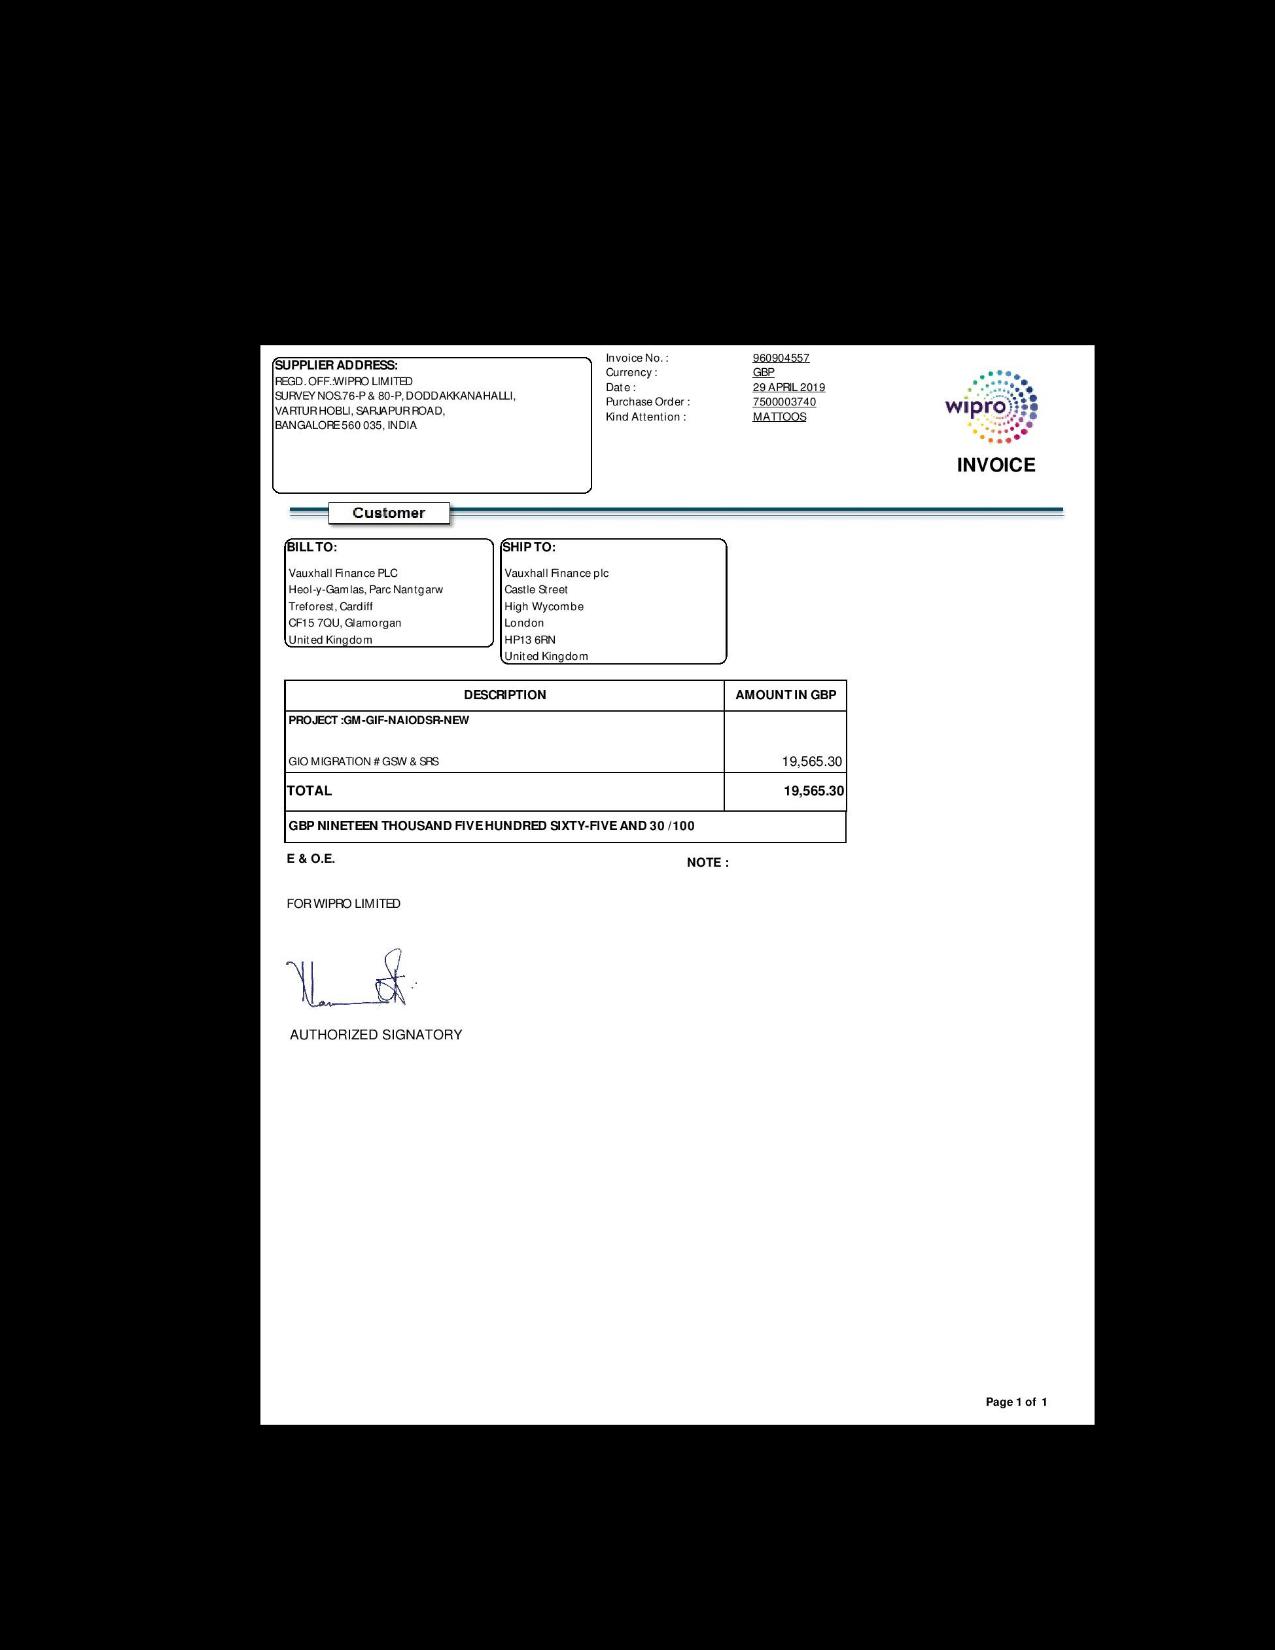 SUPPLIER ADDRESS:
REGD. OFF.:WIPRO LIMITED
SURVEY NOS.76-P & 80-P, DODDAKKANAHALLI,
VARTUR HOBLI, SARJAPUR ROAD,
BANGALORE 560 035, INDIA
Invoice No. : 960904557
Currency : GBP
Date : 29 APRIL 2019
Purchase Order : 7500003740
Kind Attention : MATTOOS
wipro
INVOICE
Customer
BILL TO:
Vauxhall Finance PLC
Heol-y-Gamlas, Parc Nantgarw
Treforest, Cardiff
CF15 7QU, Glamorgan
United Kingdom
SHIP TO:
Vauxhall Finance plc
Castle Street
High Wycombe
London
HP13 6RN
United Kingdom
DESCRIPTION AMOUNT IN GBP
PROJECT :GM-GIF-NAIODSR-NEW
GIO MIGRATION # GSW & SRS 19,565.30
TOTAL 19,565.30
GBP NINETEEN THOUSAND FIVE HUNDRED SIXTY-FIVE AND 30 /100
E & O.E.
NOTE :
FOR WIPRO LIMITED
AUTHORIZED SIGNATORY
Page 1 of 1